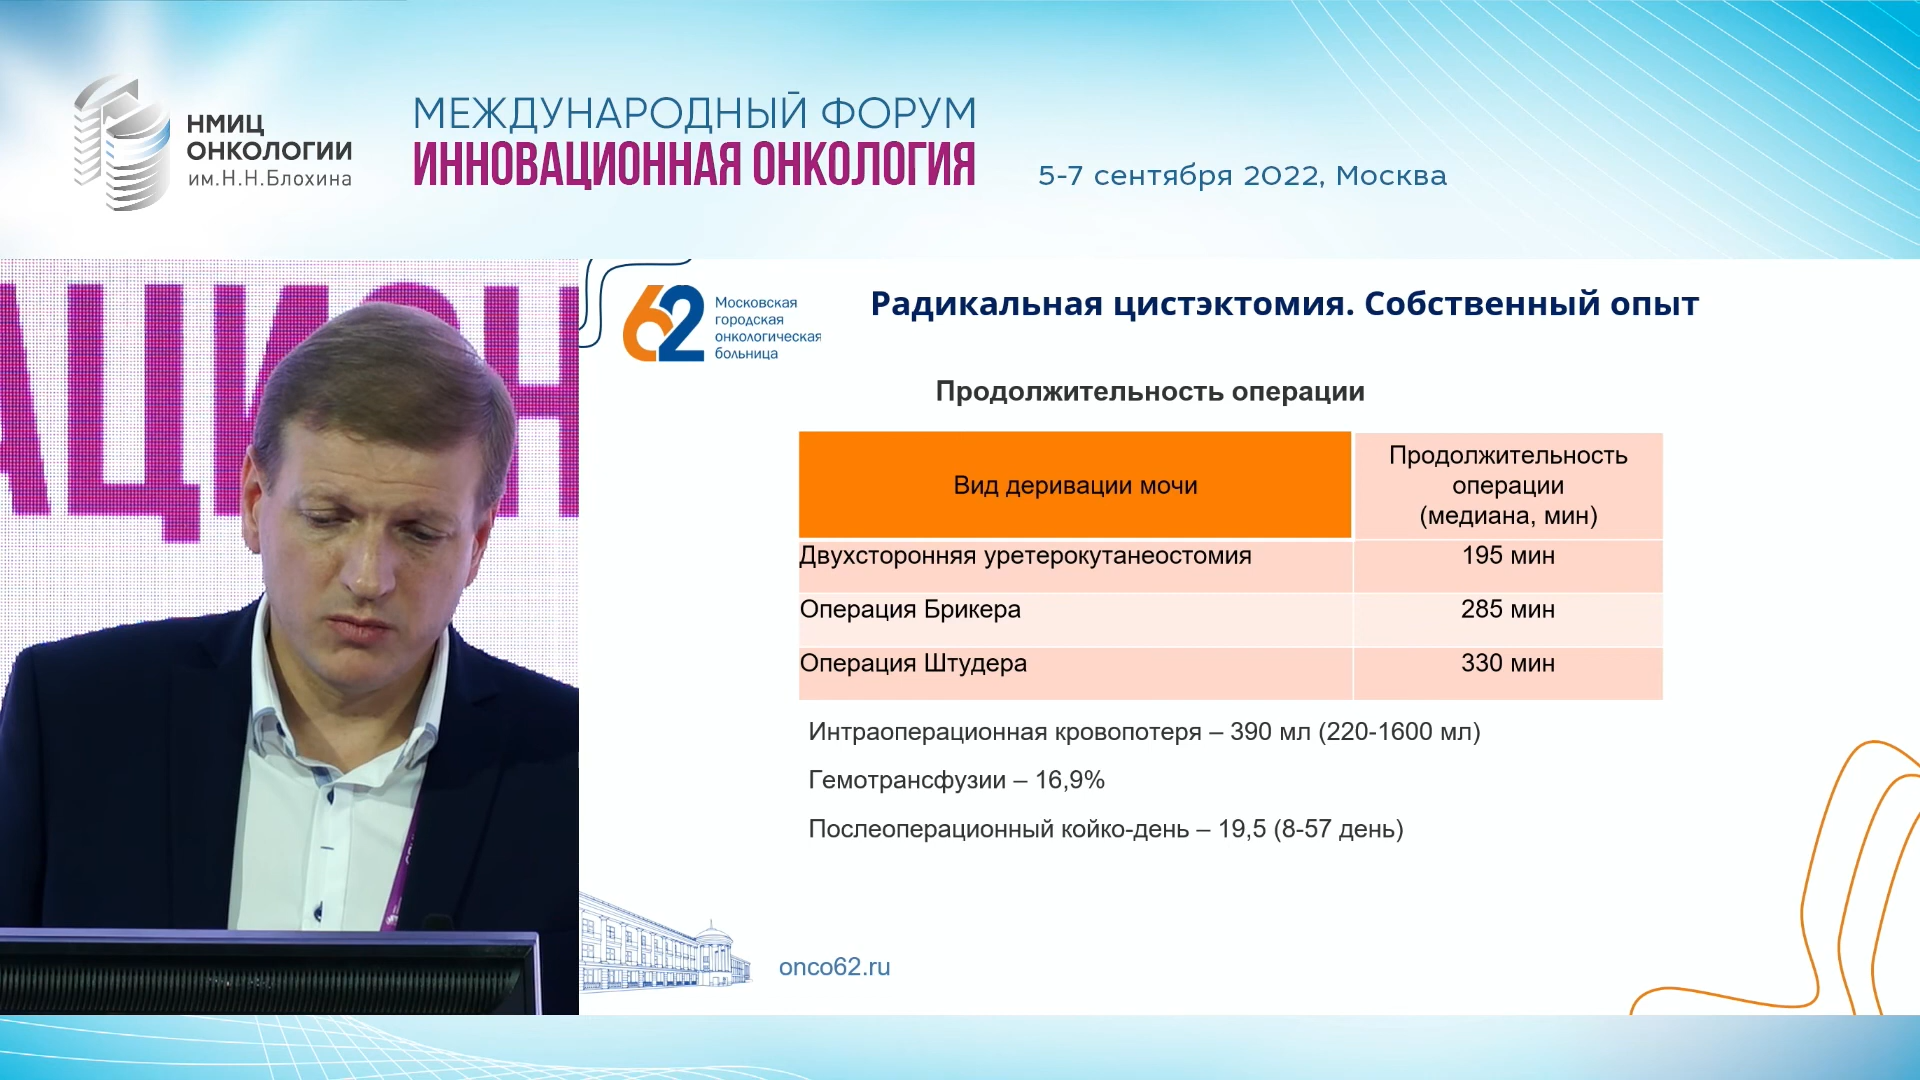 НМИЦ
ОНКОЛОГИИ
им.Н.Н.Блохина
МЕЖДУНАРОДНЫЙ ФОРУМ
ИННОВАЦИОННАЯ ОНКОЛОГИЯ
5-7 сентября 2022, Москва
АЦИОН
62
Московская
городская
онкологическая
больница
Радикальная цистэктомия. Собственный опыт
Продолжительность операции
Вид деривации мочи
Продолжительность
операции
(медиана, мин)
Двухсторонняя уретерокутанеостомия
195 мин
Операция Брикера
285 мин
Операция Штудера
330 мин
Интраоперационная кровопотеря – 390 мл (220-1600 мл)
Гемотрансфузии – 16,9%
Послеоперационный койко-день – 19,5 (8-57 день)
onco62.ru